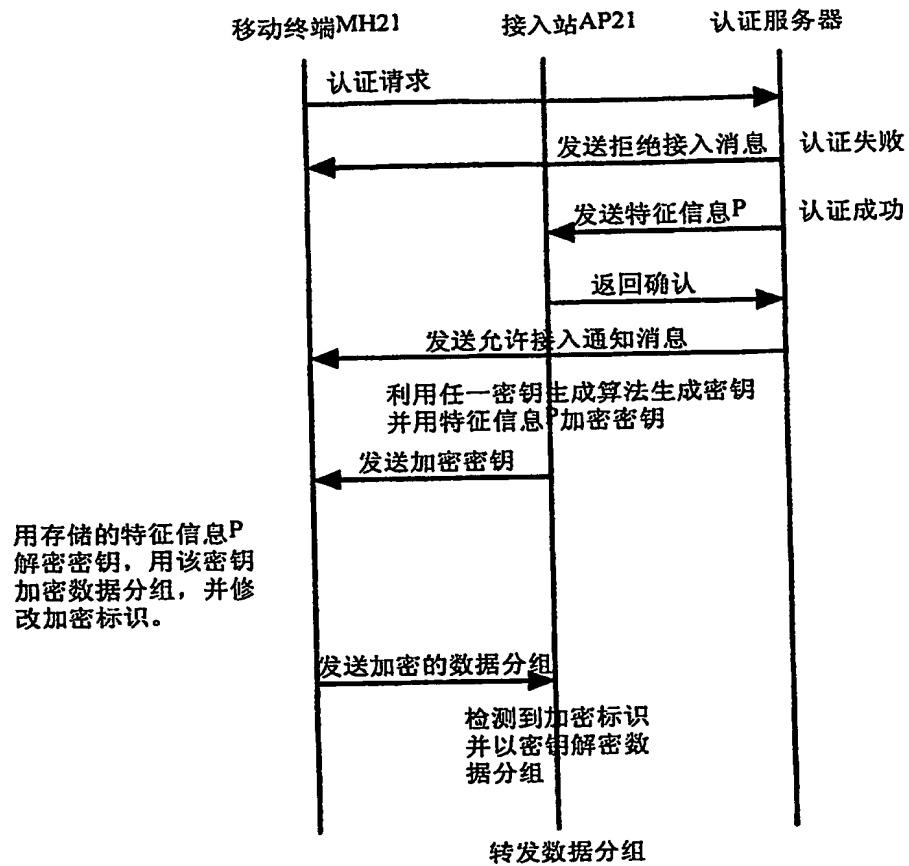 移动终端MH21 接入站AP21 认证服务器
认证请求
发送拒绝接入消息 认证失败
发送特征信息P 认证成功
返回确认
发送允许接入通知消息
利用任一密钥生成算法生成密钥
并用特征信息P加密密钥
发送加密密钥
用存储的特征信息P
解密密钥，用该密钥
加密数据分组，并修
改加密标识。
发送加密的数据分组
检测到加密标识
并以密钥解密数
据分组
转发数据分组